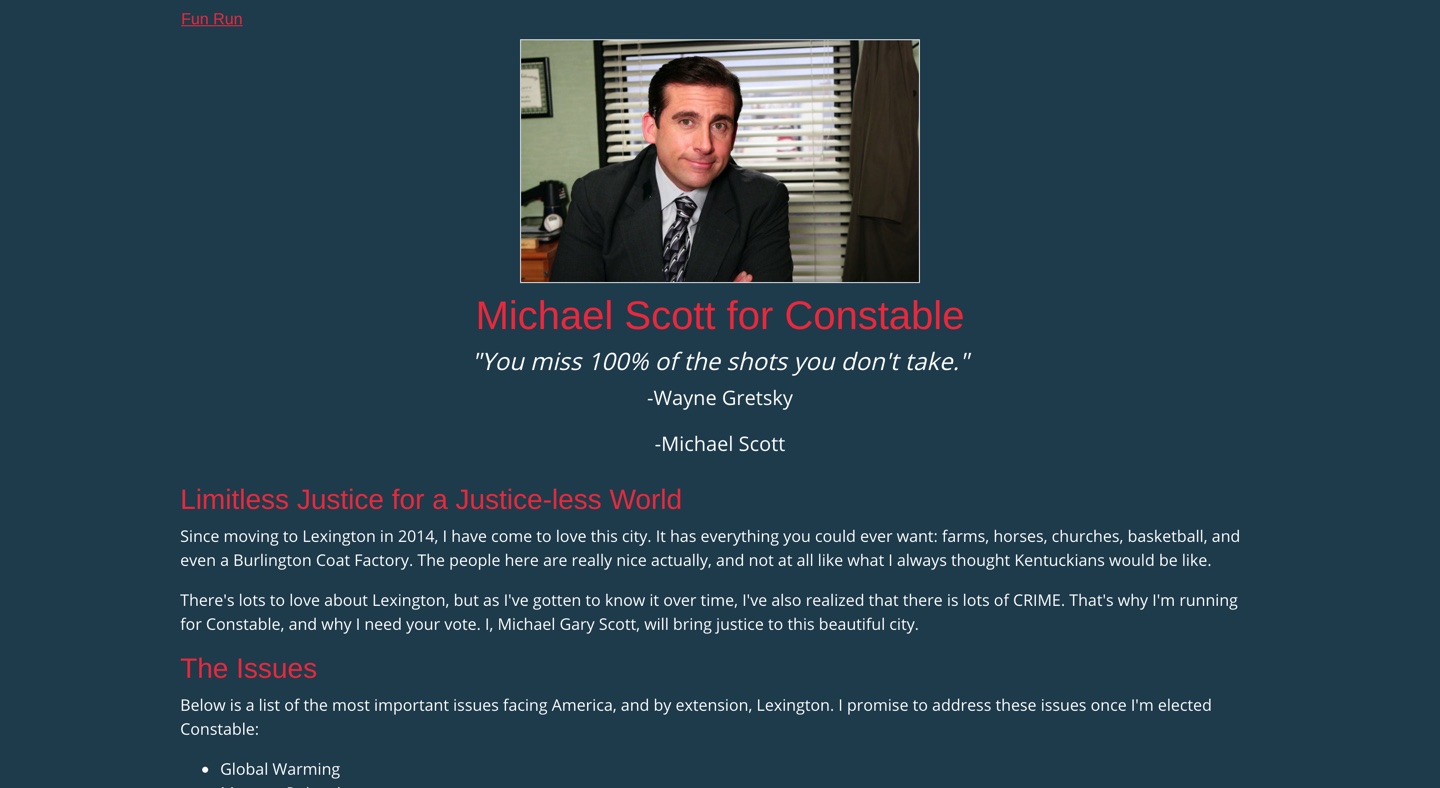 Fun Run
Michael Scott for Constable
"You miss 100% of the shots you don't take."
-Wayne Gretsky
-Michael Scott
Limitless Justice for a Justice-less World
Since moving to Lexington in 2014, I have come to love this city. It has everything you could ever want: farms, horses, churches, basketball, and
even a Burlington Coat Factory. The people here are really nice actually, and not at all like what I always thought Kentuckians would be like.
There's lots to love about Lexington, but as I've gotten to know it over time, I've also realized that there is lots of CRIME. That's why I'm running
for Constable, and why I need your vote. I, Michael Gary Scott, will bring justice to this beautiful city.
The Issues
Below is a list of the most important issues facing America, and by extension, Lexington. I promise to address these issues once I'm elected
Constable:
• Global Warming